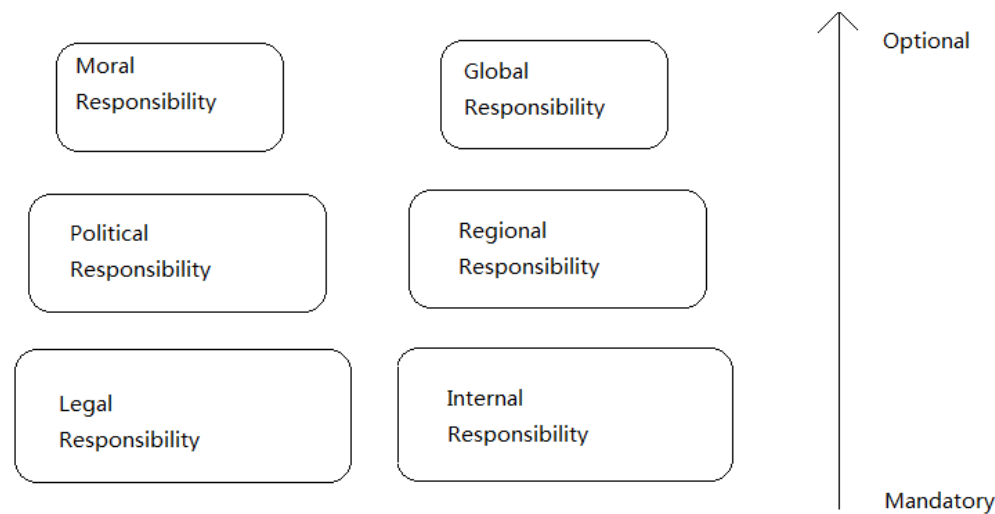 Moral
Responsibility
Global
Responsibility
Optional
Political
Responsibility
Regional
Responsibility
Legal
Responsibility
Internal
Responsibility
Mandatory